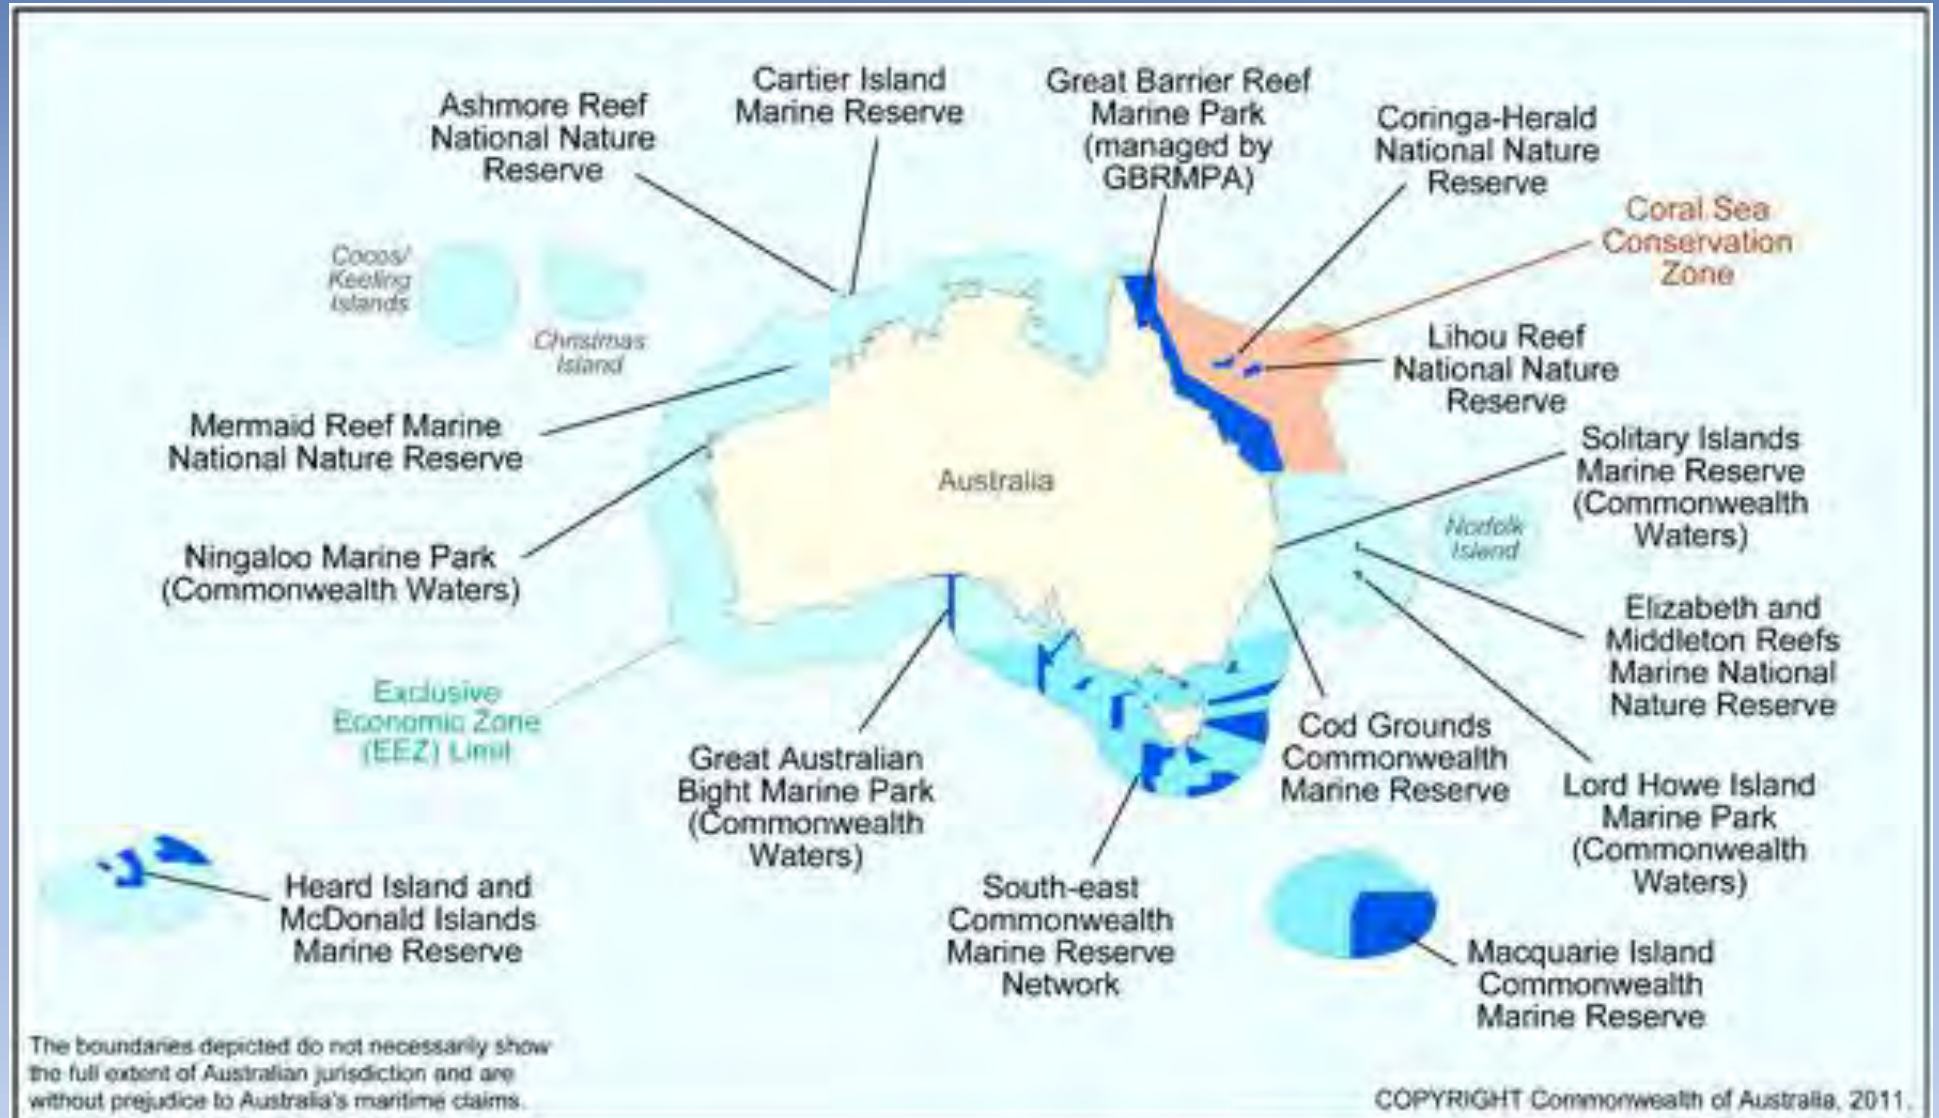 Ashmore Reef
National Nature
Reserve
Cartier Island
Marine Reserve
Great Barrier Reef
Marine Park
(managed by
GBRMPA)
Coringa-Herald
National Nature
Reserve
Coral Sea
Conservation
Zone
Cocos/
Keeling
Islands
Christmas
Island
Lihou Reef
National Nature
Reserve
Mermaid Reef Marine
National Nature Reserve
Australia
Solitary Islands
Marine Reserve
(Commonwealth
Waters)
Norfolk
Island
Ningaloo Marine Park
(Commonwealth Waters)
Elizabeth and
Middleton Reefs
Marine National
Nature Reserve
Exclusive
Economic Zone
(EEZ) Limit
Great Australian
Bight Marine Park
(Commonwealth
Waters)
Cod Grounds
Commonwealth
Marine Reserve
Lord Howe Island
Marine Park
(Commonwealth
Waters)
Heard Island and
McDonald Islands
Marine Reserve
South-east
Commonwealth
Marine Reserve
Network
Macquarie Island
Commonwealth
Marine Reserve
The boundaries depicted do not necessarily show
the full extent of Australian jurisdiction and are
without prejudice to Australia's maritime claims.
COPYRIGHT Commonwealth of Australia, 2011.